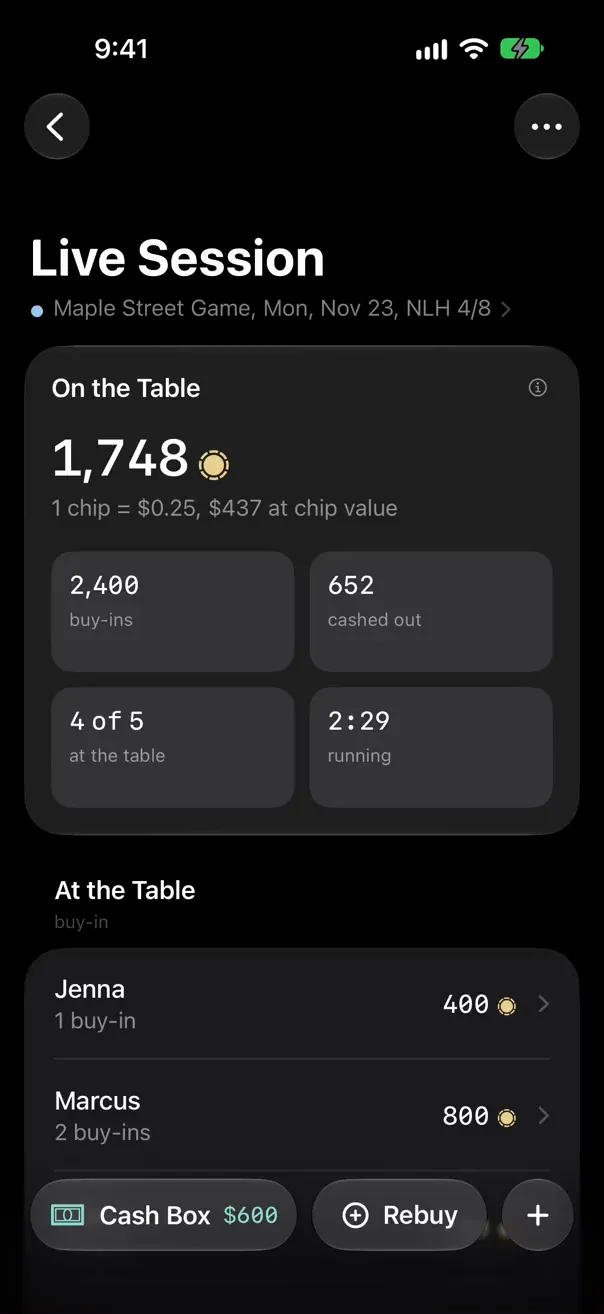 9:41
Live Session
Maple Street Game, Mon, Nov 23, NLH 4/8
On the Table
1,748
1 chip = $0.25, $437 at chip value
2,400
buy-ins
652
cashed out
4 of 5
at the table
2:29
running
At the Table
buy-in
Jenna
400
1 buy-in
Marcus
800
2 buy-ins
Cash Box $600
Rebuy